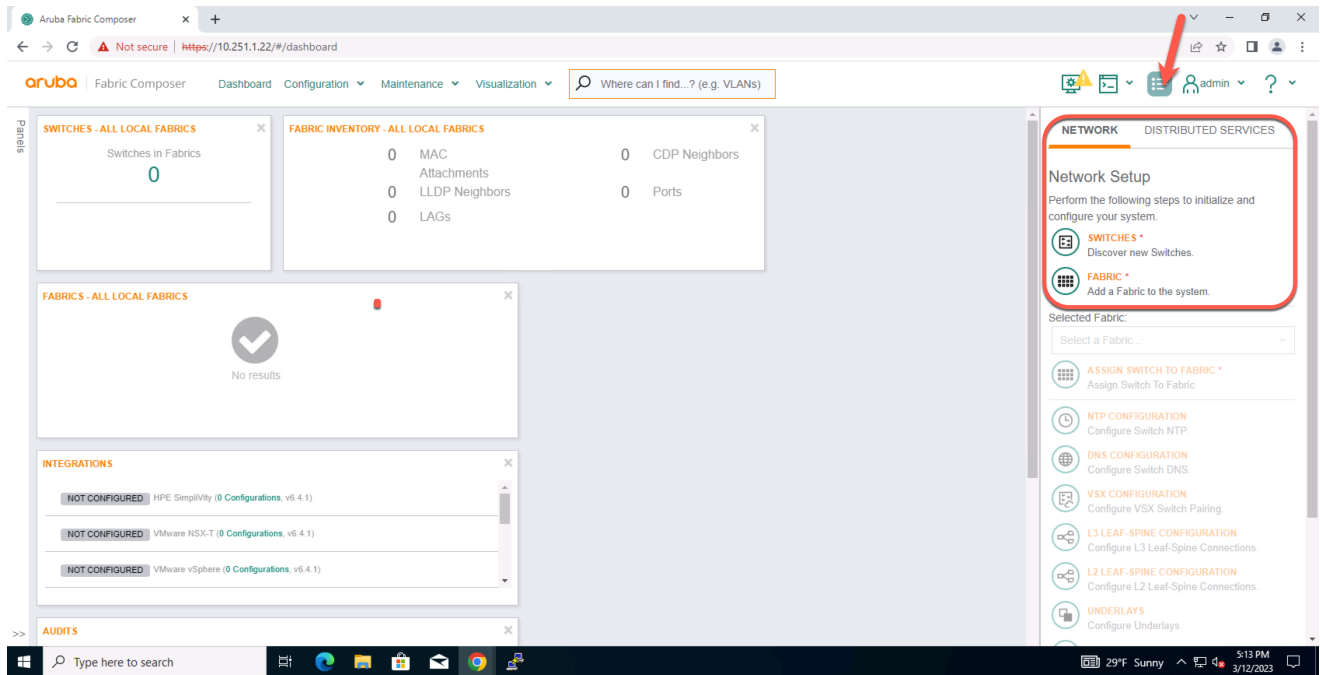 Aruba Fabric Composer
Not secure https://10.251.1.22/#/dashboard
aruba Fabric Composer Dashboard Configuration Maintenance Visualization Where can I find...? (e.g. VLANs) admin ?
Panels
SWITCHES - ALL LOCAL FABRICS
Switches in Fabrics
0
FABRIC INVENTORY - ALL LOCAL FABRICS
0 MAC Attachments
0 CDP Neighbors
0 LLDP Neighbors
0 Ports
0 LAGs
FABRICS - ALL LOCAL FABRICS
No results
INTEGRATIONS
NOT CONFIGURED HPE SimpliVity (0 Configurations, v6.4.1)
NOT CONFIGURED VMware NSX-T (0 Configurations, v6.4.1)
NOT CONFIGURED VMware vSphere (0 Configurations, v6.4.1)
AUDITS
>>
NETWORK DISTRIBUTED SERVICES
Network Setup
Perform the following steps to initialize and
configure your system.
SWITCHES *
Discover new Switches.
FABRIC *
Add a Fabric to the system.
Selected Fabric:
Select a Fabric...
ASSIGN SWITCH TO FABRIC *
Assign Switch To Fabric
NTP CONFIGURATION
Configure Switch NTP.
DNS CONFIGURATION
Configure Switch DNS.
VSX CONFIGURATION
Configure VSX Switch Pairing.
L3 LEAF-SPINE CONFIGURATION
Configure L3 Leaf-Spine Connections.
L2 LEAF-SPINE CONFIGURATION
Configure L2 Leaf-Spine Connections.
UNDERLAYS
Configure Underlays.
Type here to search
29°F Sunny
5:13 PM
3/12/2023